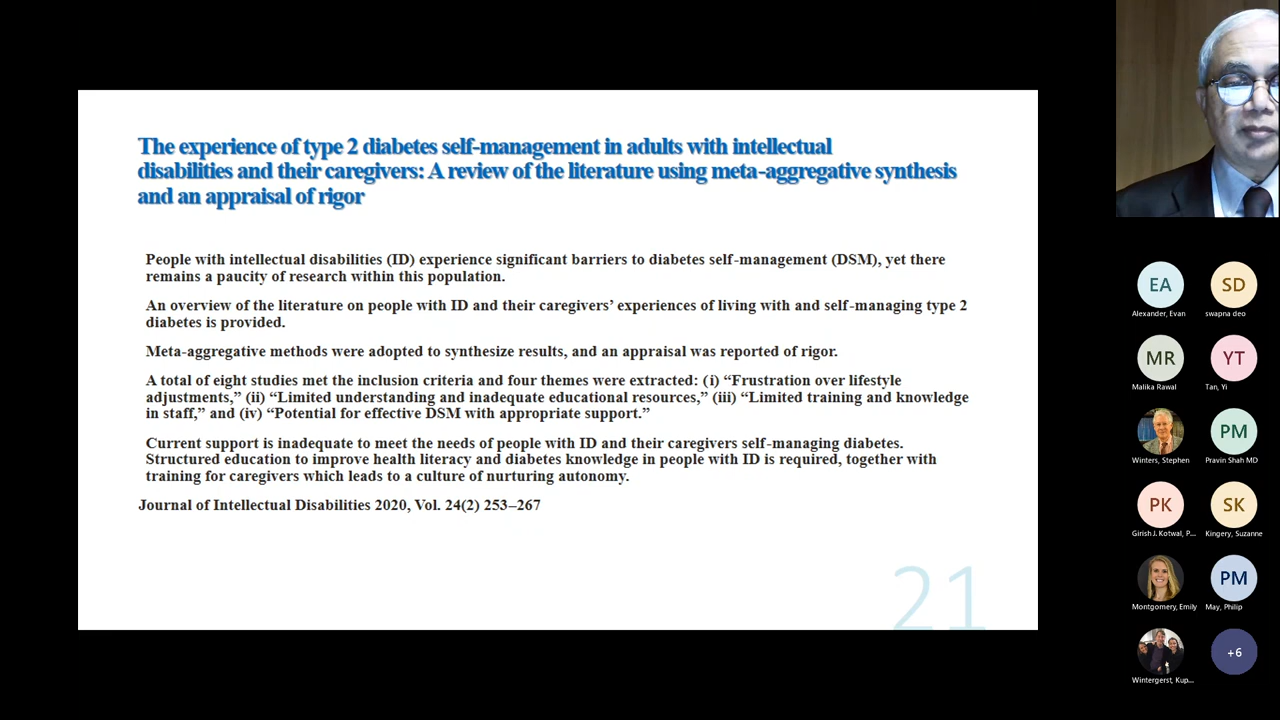 The experience of type 2 diabetes self-management in adults with intellectual
disabilities and their caregivers: A review of the literature using meta-aggregative synthesis
and an appraisal of rigor
People with intellectual disabilities (ID) experience significant barriers to diabetes self-management (DSM), yet there
remains a paucity of research within this population.
An overview of the literature on people with ID and their caregivers’ experiences of living with and self-managing type 2
diabetes is provided.
Meta-aggregative methods were adopted to synthesize results, and an appraisal was reported of rigor.
A total of eight studies met the inclusion criteria and four themes were extracted: (i) “Frustration over lifestyle
adjustments,” (ii) “Limited understanding and inadequate educational resources,” (iii) “Limited training and knowledge
in staff,” and (iv) “Potential for effective DSM with appropriate support.”
Current support is inadequate to meet the needs of people with ID and their caregivers self-managing diabetes.
Structured education to improve health literacy and diabetes knowledge in people with ID is required, together with
training for caregivers which leads to a culture of nurturing autonomy.
Journal of Intellectual Disabilities 2020, Vol. 24(2) 253–267
21
EA SD
Alexander, Evan swapna deo
MR YT
Malika Rawal Tan, Yi
PM
Winters, Stephen Pravin Shah MD
PK SK
Girish J. Kotwal, P... Kingery, Suzanne
PM
Montgomery, Emily May, Philip
+6
Wintergerst, Kup...